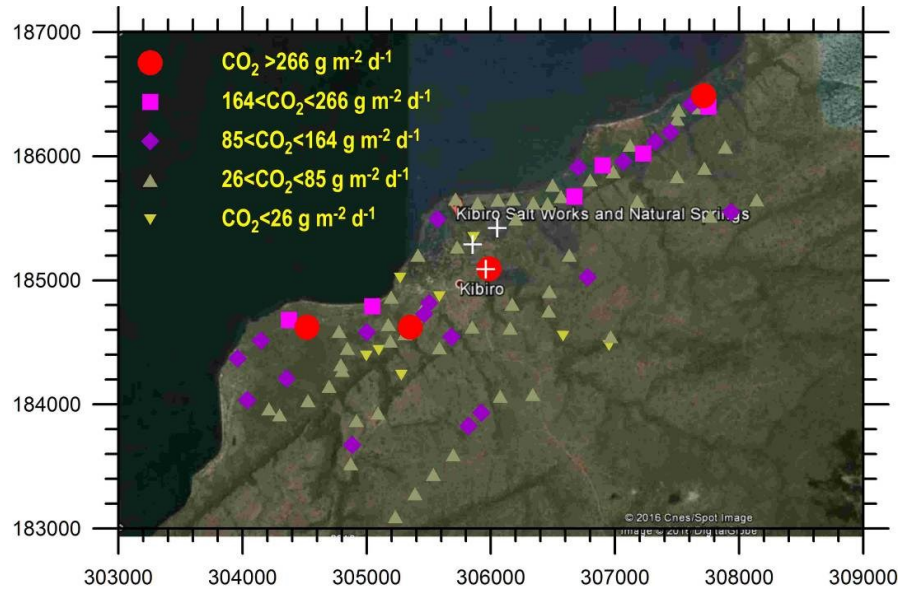 187000
186000
185000
184000
183000
CO₂ >266 g m⁻² d⁻¹
164<CO₂<266 g m⁻² d⁻¹
85<CO₂<164 g m⁻² d⁻¹
26<CO₂<85 g m⁻² d⁻¹
CO₂<26 g m⁻² d⁻¹
Kibiro Salt Works and Natural Springs
Kibiro
© 2016 Cnes/Spot Image
Image © 2016 DigitalGlobe
303000 304000 305000 306000 307000 308000 309000